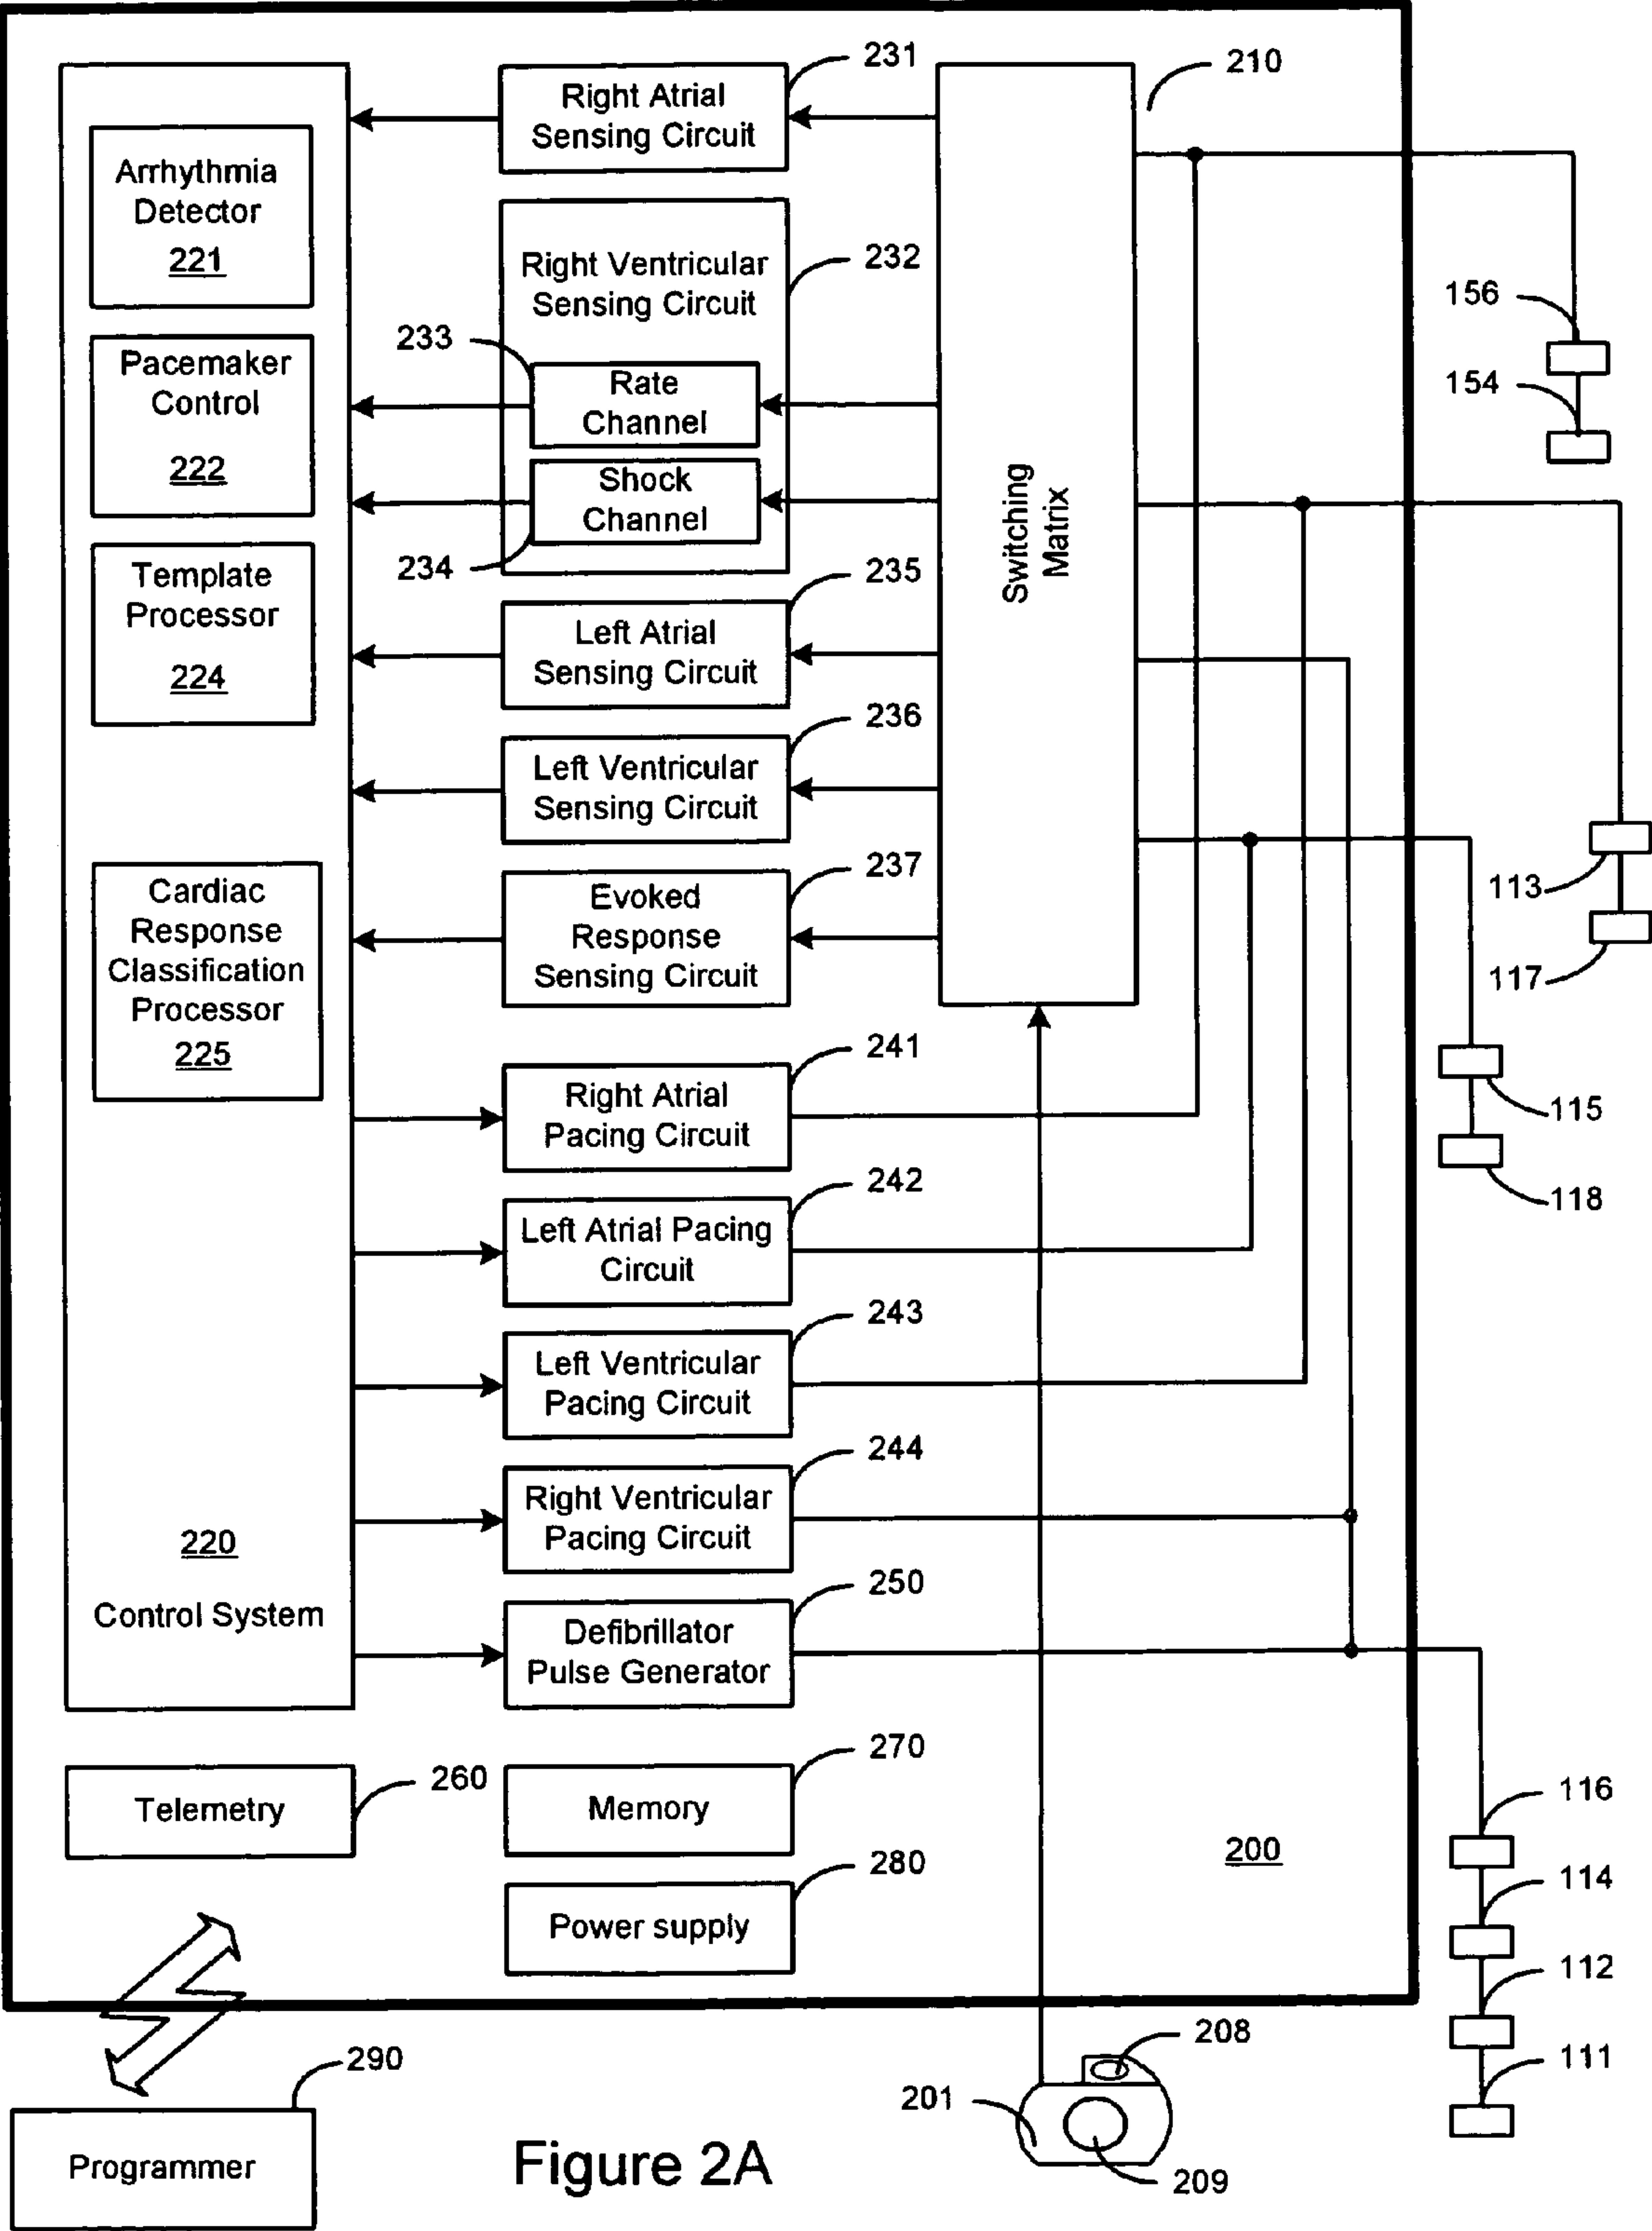 231
Right Atrial
Sensing Circuit
210
Arrhythmia
Detector
221
Right Ventricular
Sensing Circuit
232
233
Rate
Channel
Shock
Channel
234
Pacemaker
Control
222
Template
Processor
224
Switching
Matrix
156
154
235
Left Atrial
Sensing Circuit
236
Left Ventricular
Sensing Circuit
237
Evoked
Response
Sensing Circuit
Cardiac
Response
Classification
Processor
225
113
117
115
118
241
Right Atrial
Pacing Circuit
242
Left Atrial Pacing
Circuit
243
Left Ventricular
Pacing Circuit
244
Right Ventricular
Pacing Circuit
220
Control System
250
Defibrillator
Pulse Generator
260
Telemetry
270
Memory
280
Power supply
200
116
114
112
111
208
201
209
290
Programmer
Figure 2A